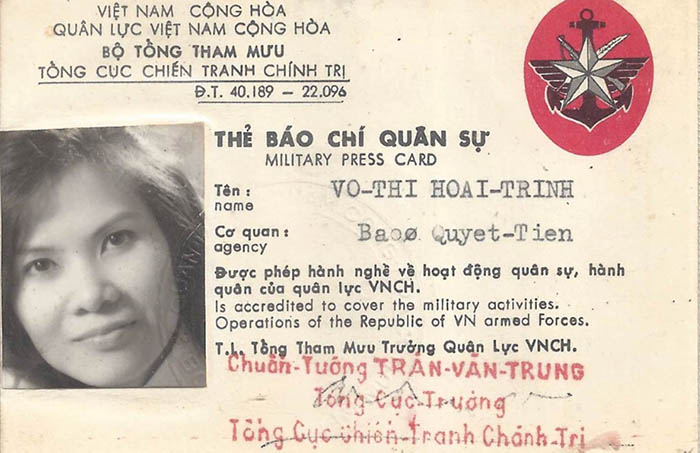 VIỆT NAM CỘNG HÒA
QUÂN LỰC VIỆT NAM CỘNG HÒA
BỘ TỔNG THAM MƯU
TỔNG CỤC CHIẾN TRANH CHÍNH TRỊ
Đ.T. 40.189 – 22.096
THẺ BÁO CHÍ QUÂN SỰ
MILITARY PRESS CARD
Tên : VO-THI HOAI-TRINH
name
Cơ quan : Baoø Quyet-Tien
agency
Được phép hành nghề về hoạt động quân sự, hành
quân của quân lực VNCH.
Is accredited to cover the military activities.
Operations of the Republic of VN armed Forces.
T.L. Tổng Tham Mưu Trưởng Quân Lực VNCH.
Chuẩn-Tướng TRẦN-VĂN-TRUNG
Tổng Cục-Trưởng
Tổng Cục Chiến-Tranh Chánh-Trị